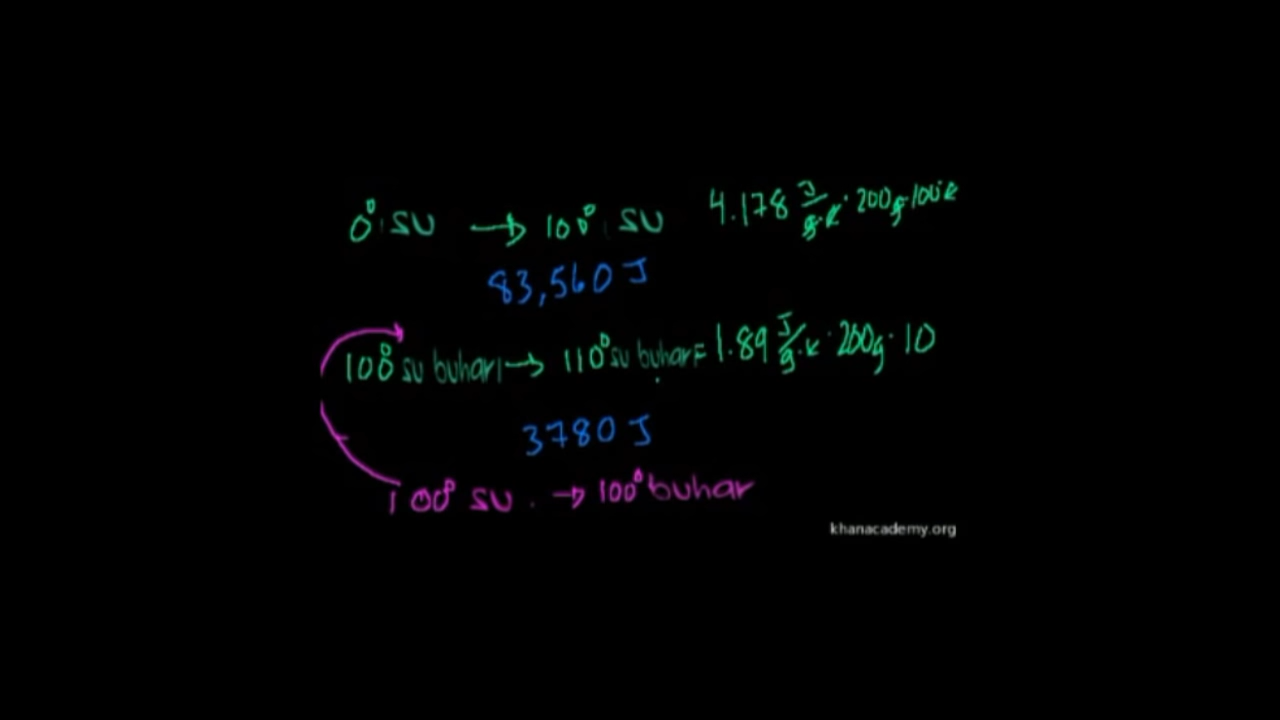 0° su → 100° su 4.178 J/g·K · 200g · 100K
83,560 J
100° su buharı → 110° su buharı = 1.89 J/g·K · 200g · 10
3780 J
100° su → 100° buhar
khanacademy.org